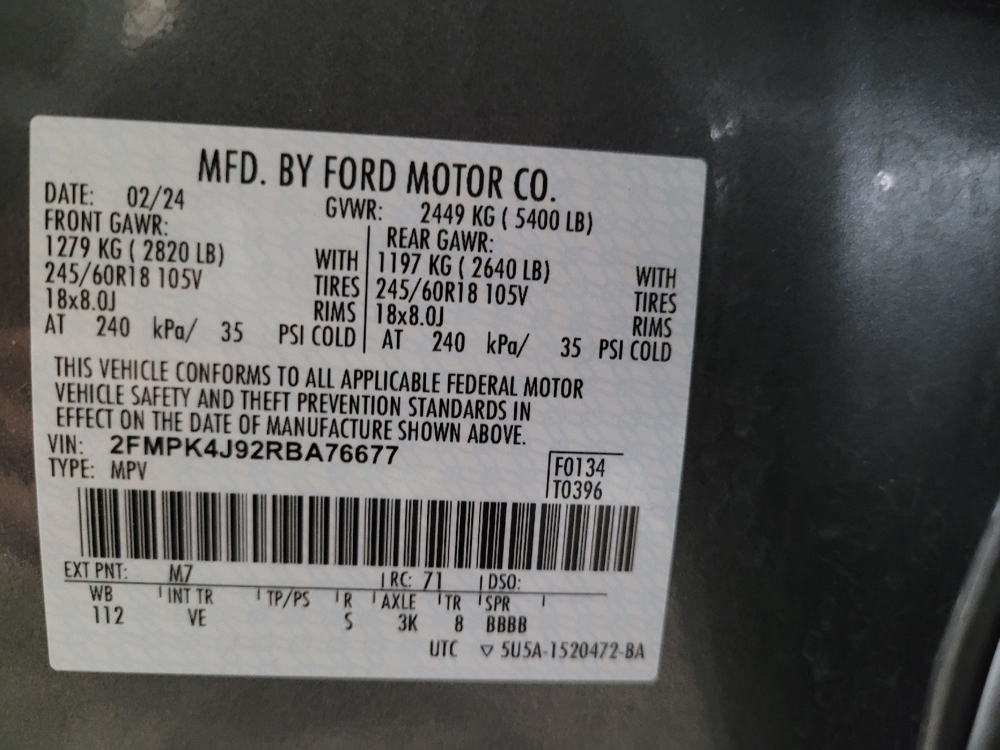 MFD. BY FORD MOTOR CO.
DATE: 02/24 GVWR: 2449 KG ( 5400 LB)
FRONT GAWR: REAR GAWR:
1279 KG ( 2820 LB) WITH 1197 KG ( 2640 LB) WITH
245/60R18 105V TIRES 245/60R18 105V TIRES
18x8.0J RIMS 18x8.0J RIMS
AT 240 kPa/ 35 PSI COLD AT 240 kPa/ 35 PSI COLD
THIS VEHICLE CONFORMS TO ALL APPLICABLE FEDERAL MOTOR
VEHICLE SAFETY AND THEFT PREVENTION STANDARDS IN
EFFECT ON THE DATE OF MANUFACTURE SHOWN ABOVE.
VIN: 2FMPK4J92RBA76677
TYPE: MPV F0134
T0396
EXT PNT: M7 RC: 71 DSO:
WB INT TR TP/PS R AXLE TR SPR
112 VE S 3K 8 BBBB
UTC ▽ 5U5A-1520472-BA